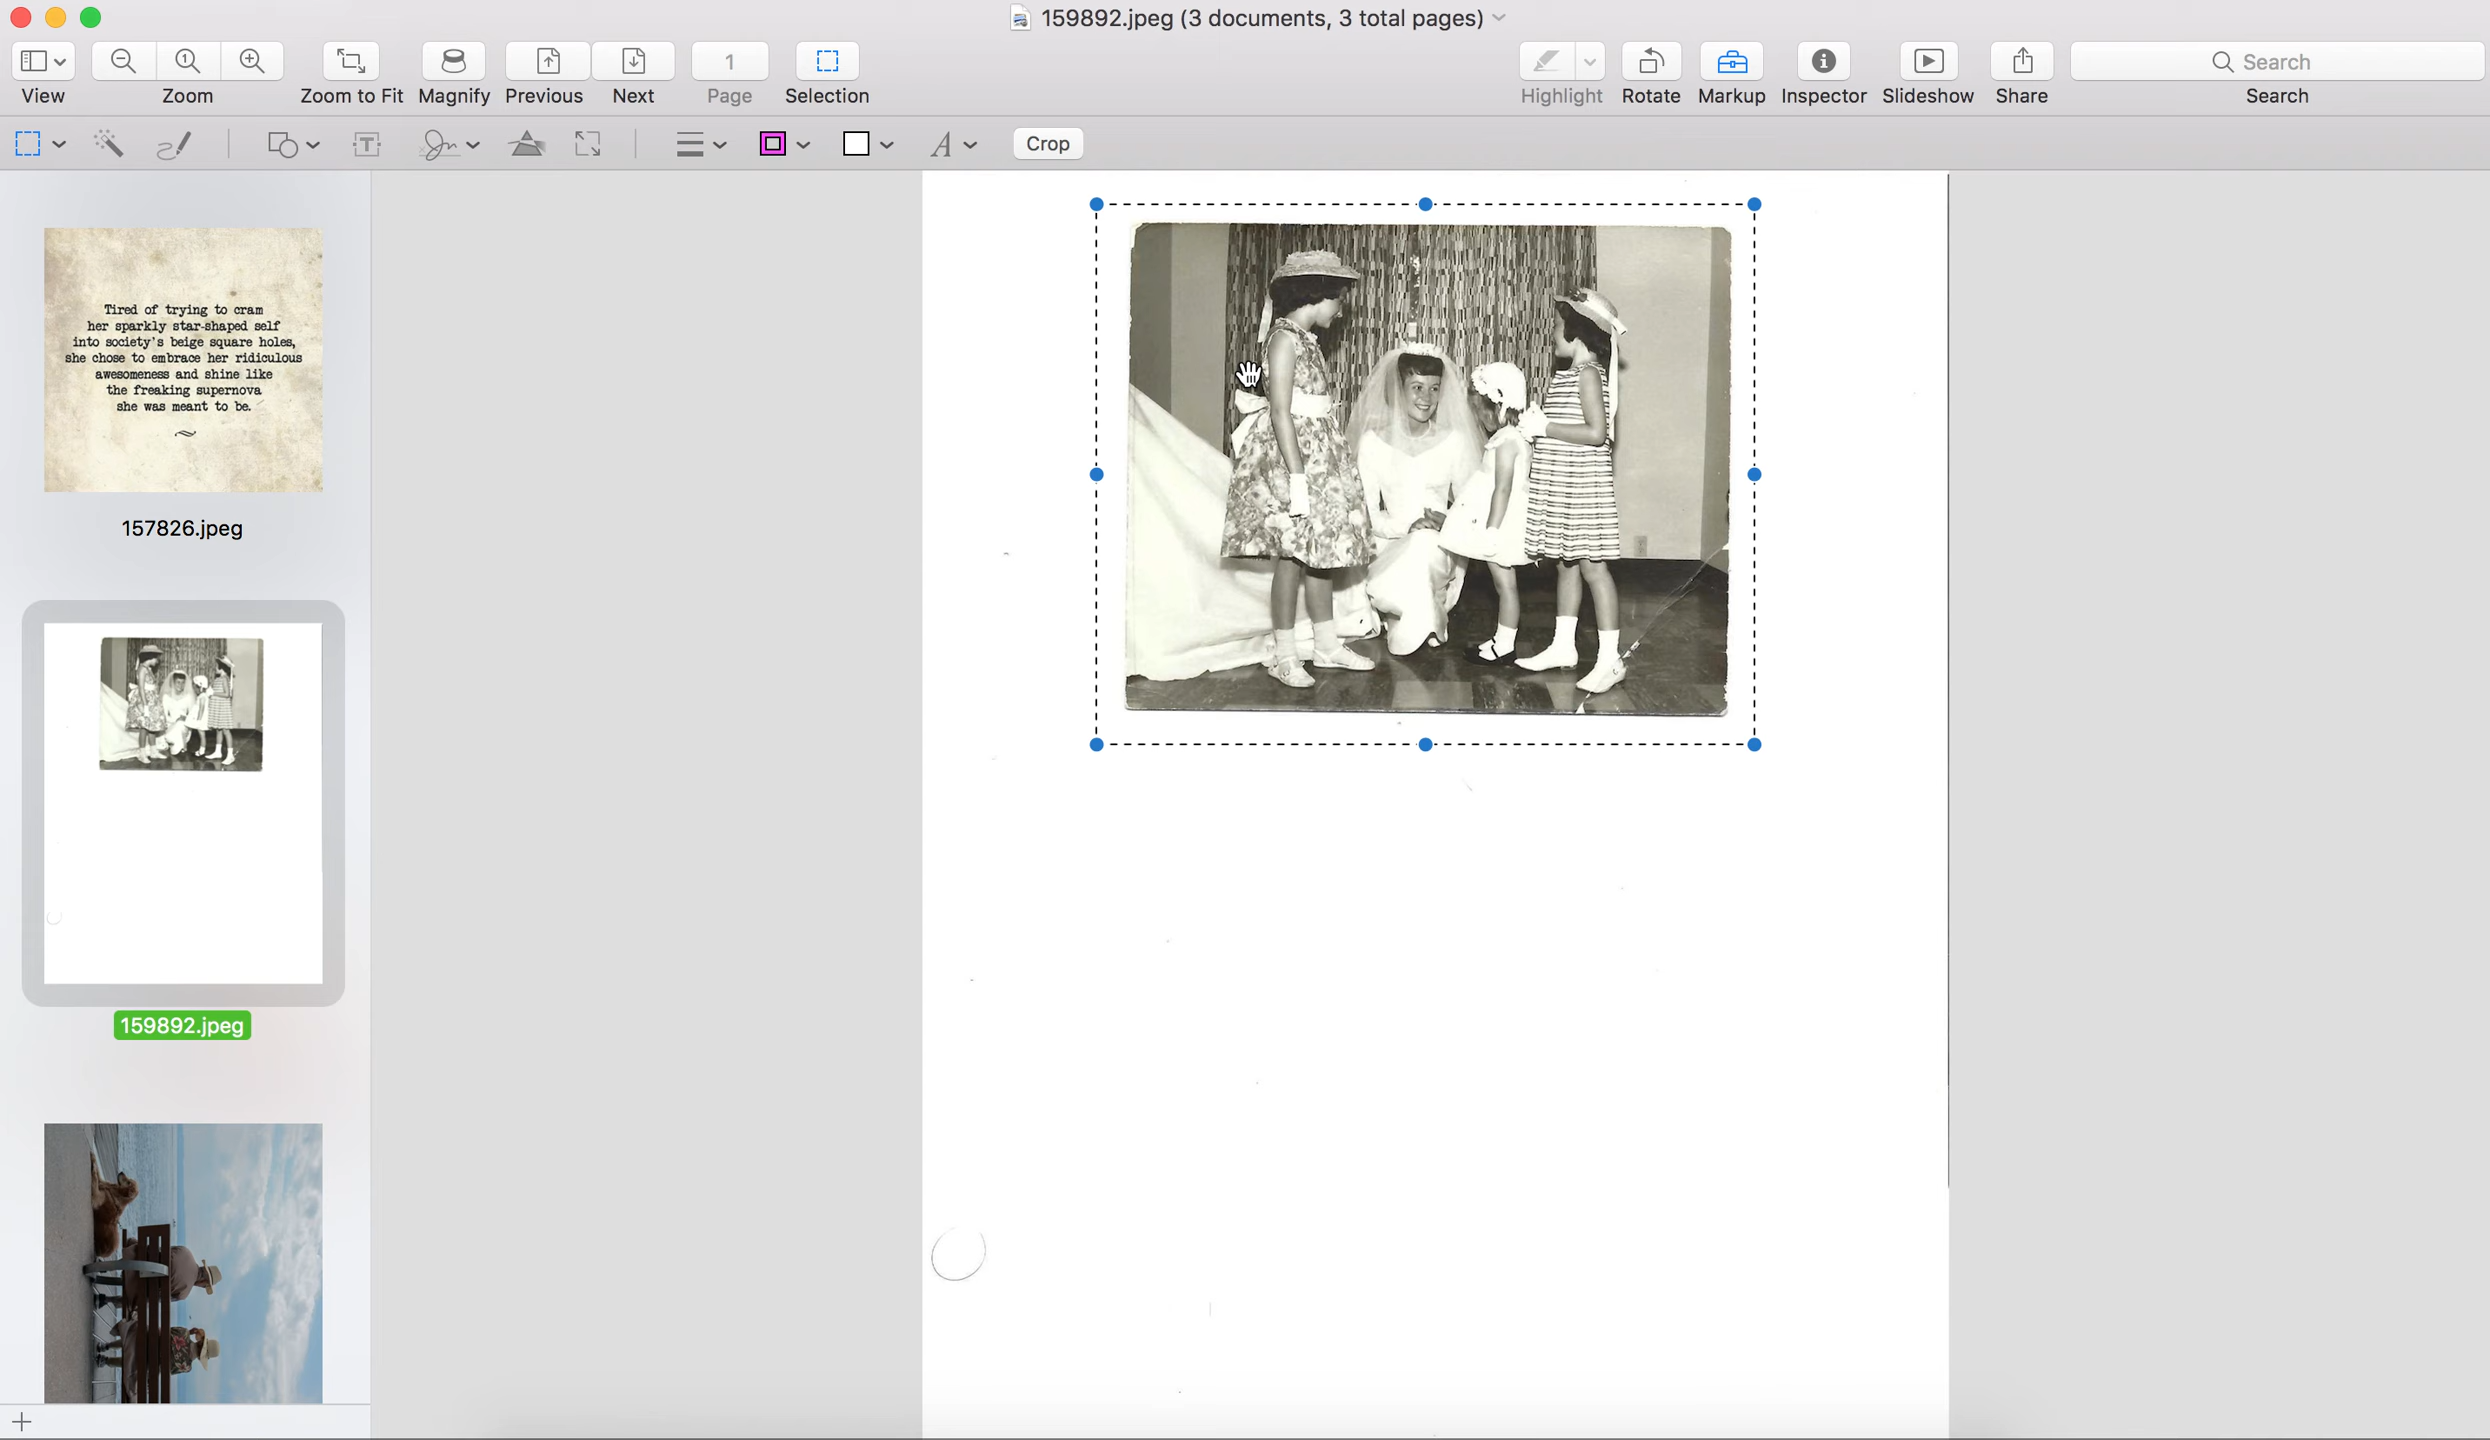 159892.jpeg (3 documents, 3 total pages)
1
View
Zoom
Zoom to Fit
Magnify
Previous
Next
Page
Selection
Highlight
Rotate
Markup
Inspector
Slideshow
Share
Search
Search
Crop
Tired of trying to cram
her sparkly star-shaped self
into society's beige square holes,
she chose to embrace her ridiculous
awesomeness and shine like
the freaking supernova
she was meant to be.
157826.jpeg
159892.jpeg